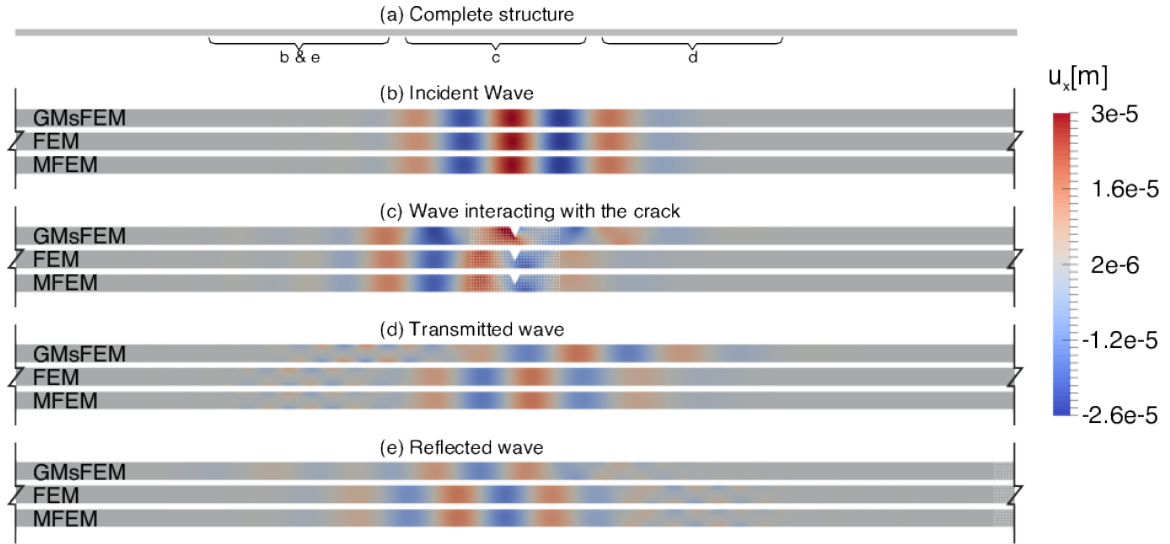 (a) Complete structure
b & e
c
d
(b) Incident Wave
GMsFEM
FEM
MFEM
(c) Wave interacting with the crack
GMsFEM
FEM
MFEM
(d) Transmitted wave
GMsFEM
FEM
MFEM
(e) Reflected wave
GMsFEM
FEM
MFEM
uₓ[m]
3e-5
1.6e-5
2e-6
-1.2e-5
-2.6e-5